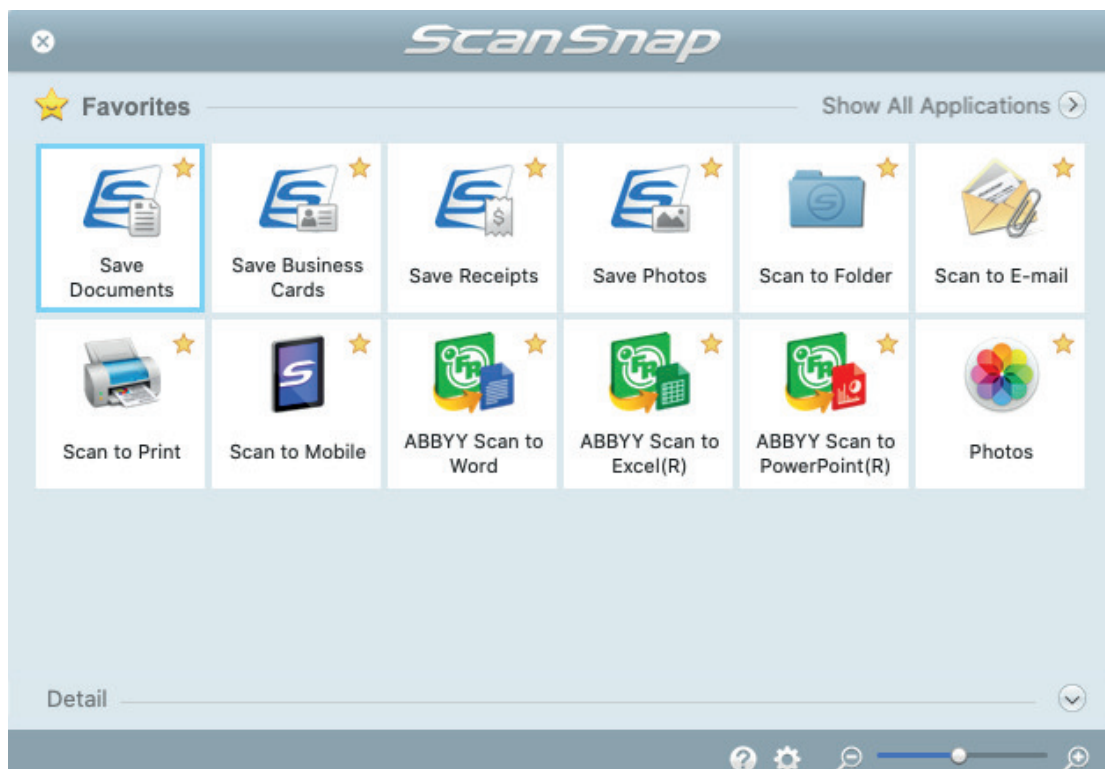 ScanSnap
Favorites
Show All Applications
Save
Documents
Save Business
Cards
Save Receipts
Save Photos
Scan to Folder
Scan to E-mail
Scan to Print
Scan to Mobile
ABBYY Scan to
Word
ABBYY Scan to
Excel(R)
ABBYY Scan to
PowerPoint(R)
Photos
Detail